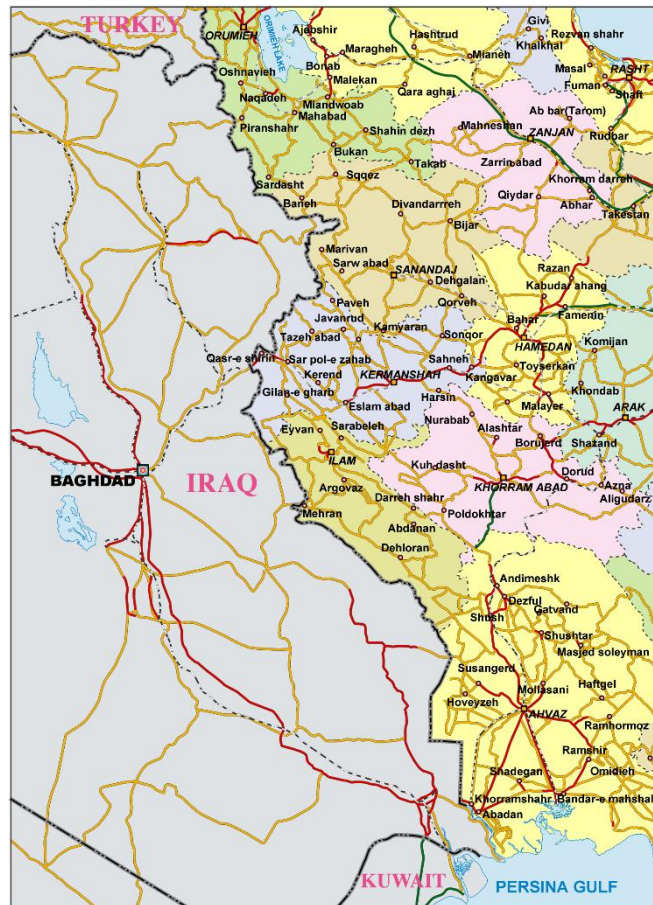 TURKEY
ORUMIEH
ORIMIEH LAKE
Ajabshir
Hashtrud
Givi
Rezvan shahr
Maragheh
Mianeh
Khalkhal
Bonab
Masal
RASHT
Oshnavieh
Malekan
Qara aghaj
Fuman
Shaft
Naqadeh
Miandwoab
Mahabad
Ab bar(Tarom)
Piranshahr
Shahin dezh
Mahneshan
ZANJAN
Rudbar
Bukan
Takab
Zarrin abad
Khorram darreh
Sardasht
Sqqez
Baneh
Divandarrreh
Qiydar
Abhar
Takestan
Bijar
Marivan
Sarw abad
SANANDAJ
Dehgalan
Razan
Kabudar ahang
Paveh
Qorveh
Famenin
Javanrud
Bahar
Tazeh abad
Kamyaran
Sonqor
HAMEDAN
Komijan
Qasr-e shirin
Sar pol-e zahab
Sahneh
Toyserkan
Kerend
KERMANSHAH
Kangavar
Khondab
Gilan-e gharb
Harsin
Malayer
Eslam abad
Nurabab
ARAK
Eyvan
Sarabeleh
Alashtar
Borujerd
Shazand
ILAM
BAGHDAD
IRAQ
Kuh dasht
Dorud
Argovaz
KHORRAM ABAD
Azna
Darreh shahr
Aligudarz
Mehran
Poldokhtar
Abdanan
Dehloran
Andimeshk
Dezful
Gatvand
Shush
Shushtar
Masjed soleyman
Susangerd
Mollasani
Haftgel
Hoveyzeh
AHVAZ
Ramhormoz
Ramshir
Shadegan
Omidieh
Khorramshahr
Bandar-e mahshahr
Abadan
KUWAIT
PERSINA GULF